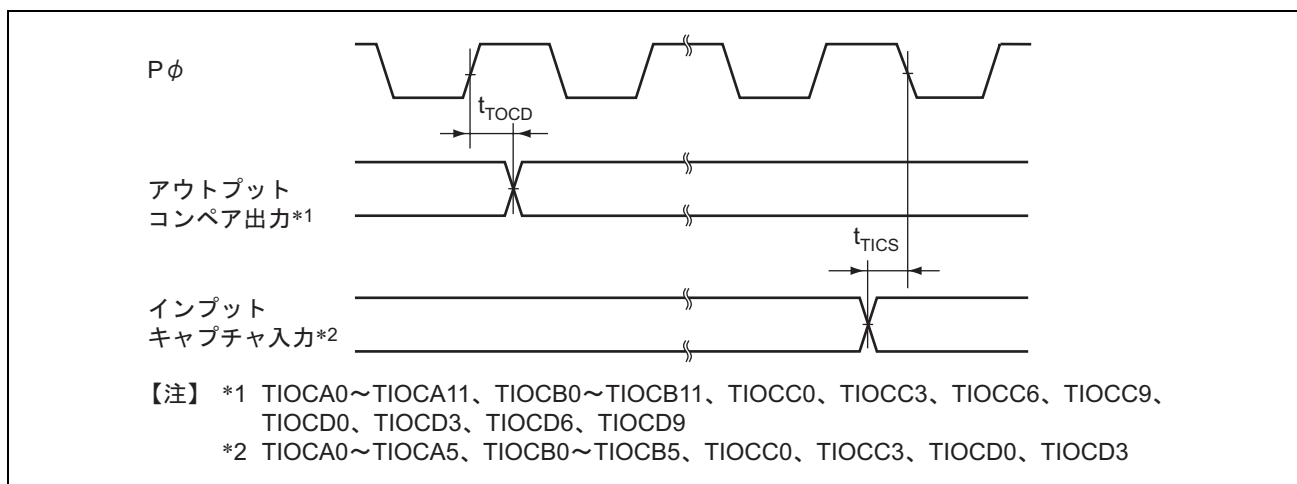 Pφ
tTOCD
アウトプット
コンペア出力*1
tTICS
インプット
キャプチャ入力*2
【注】 *1 TIOCA0～TIOCA11、TIOCB0～TIOCB11、TIOCC0、TIOCC3、TIOCC6、TIOCC9、
TIOCD0、TIOCD3、TIOCD6、TIOCD9
*2 TIOCA0～TIOCA5、TIOCB0～TIOCB5、TIOCC0、TIOCC3、TIOCD0、TIOCD3